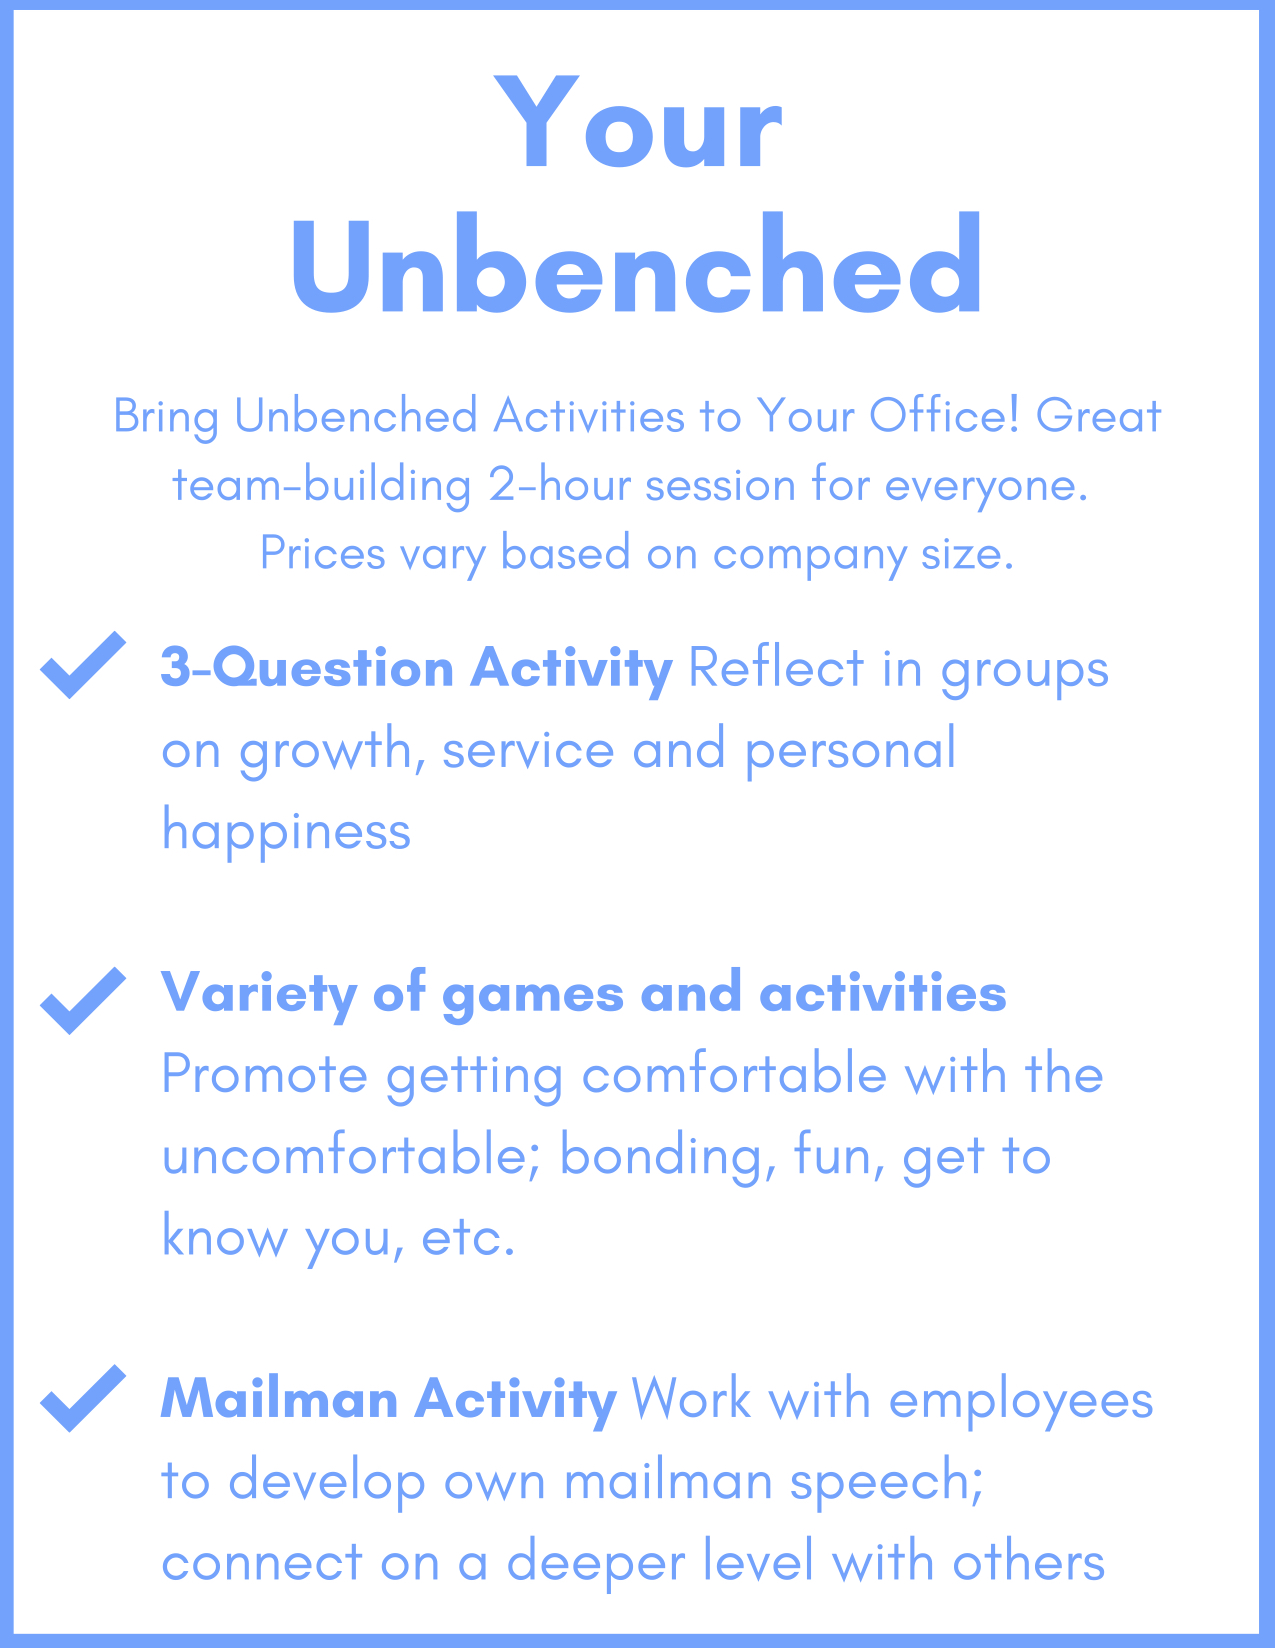 Your
Unbenched
Bring Unbenched Activities to Your Office! Great
team-building 2-hour session for everyone.
Prices vary based on company size.
3-Question Activity Reflect in groups
on growth, service and personal
happiness
Variety of games and activities
Promote getting comfortable with the
uncomfortable; bonding, fun, get to
know you, etc.
Mailman Activity Work with employees
to develop own mailman speech;
connect on a deeper level with others